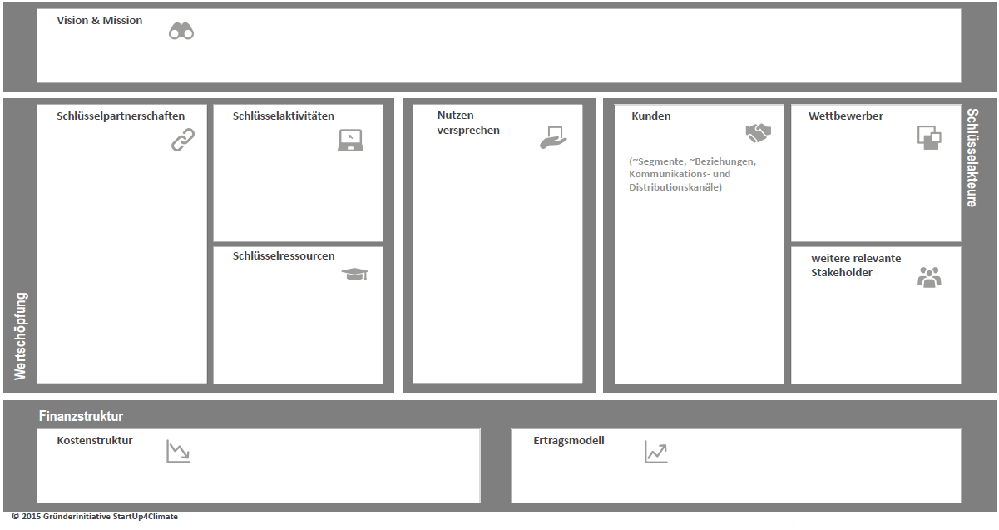 Vision & Mission
Schlüsselpartnerschaften
Schlüsselaktivitäten
Schlüsselressourcen
Wertschöpfung
Nutzen-
versprechen
Kunden
(~Segmente, ~Beziehungen,
Kommunikations- und
Distributionskanäle)
Wettbewerber
weitere relevante
Stakeholder
Schlüsselakteure
Finanzstruktur
Kostenstruktur
Ertragsmodell
© 2015 Gründerinitiative StartUp4Climate